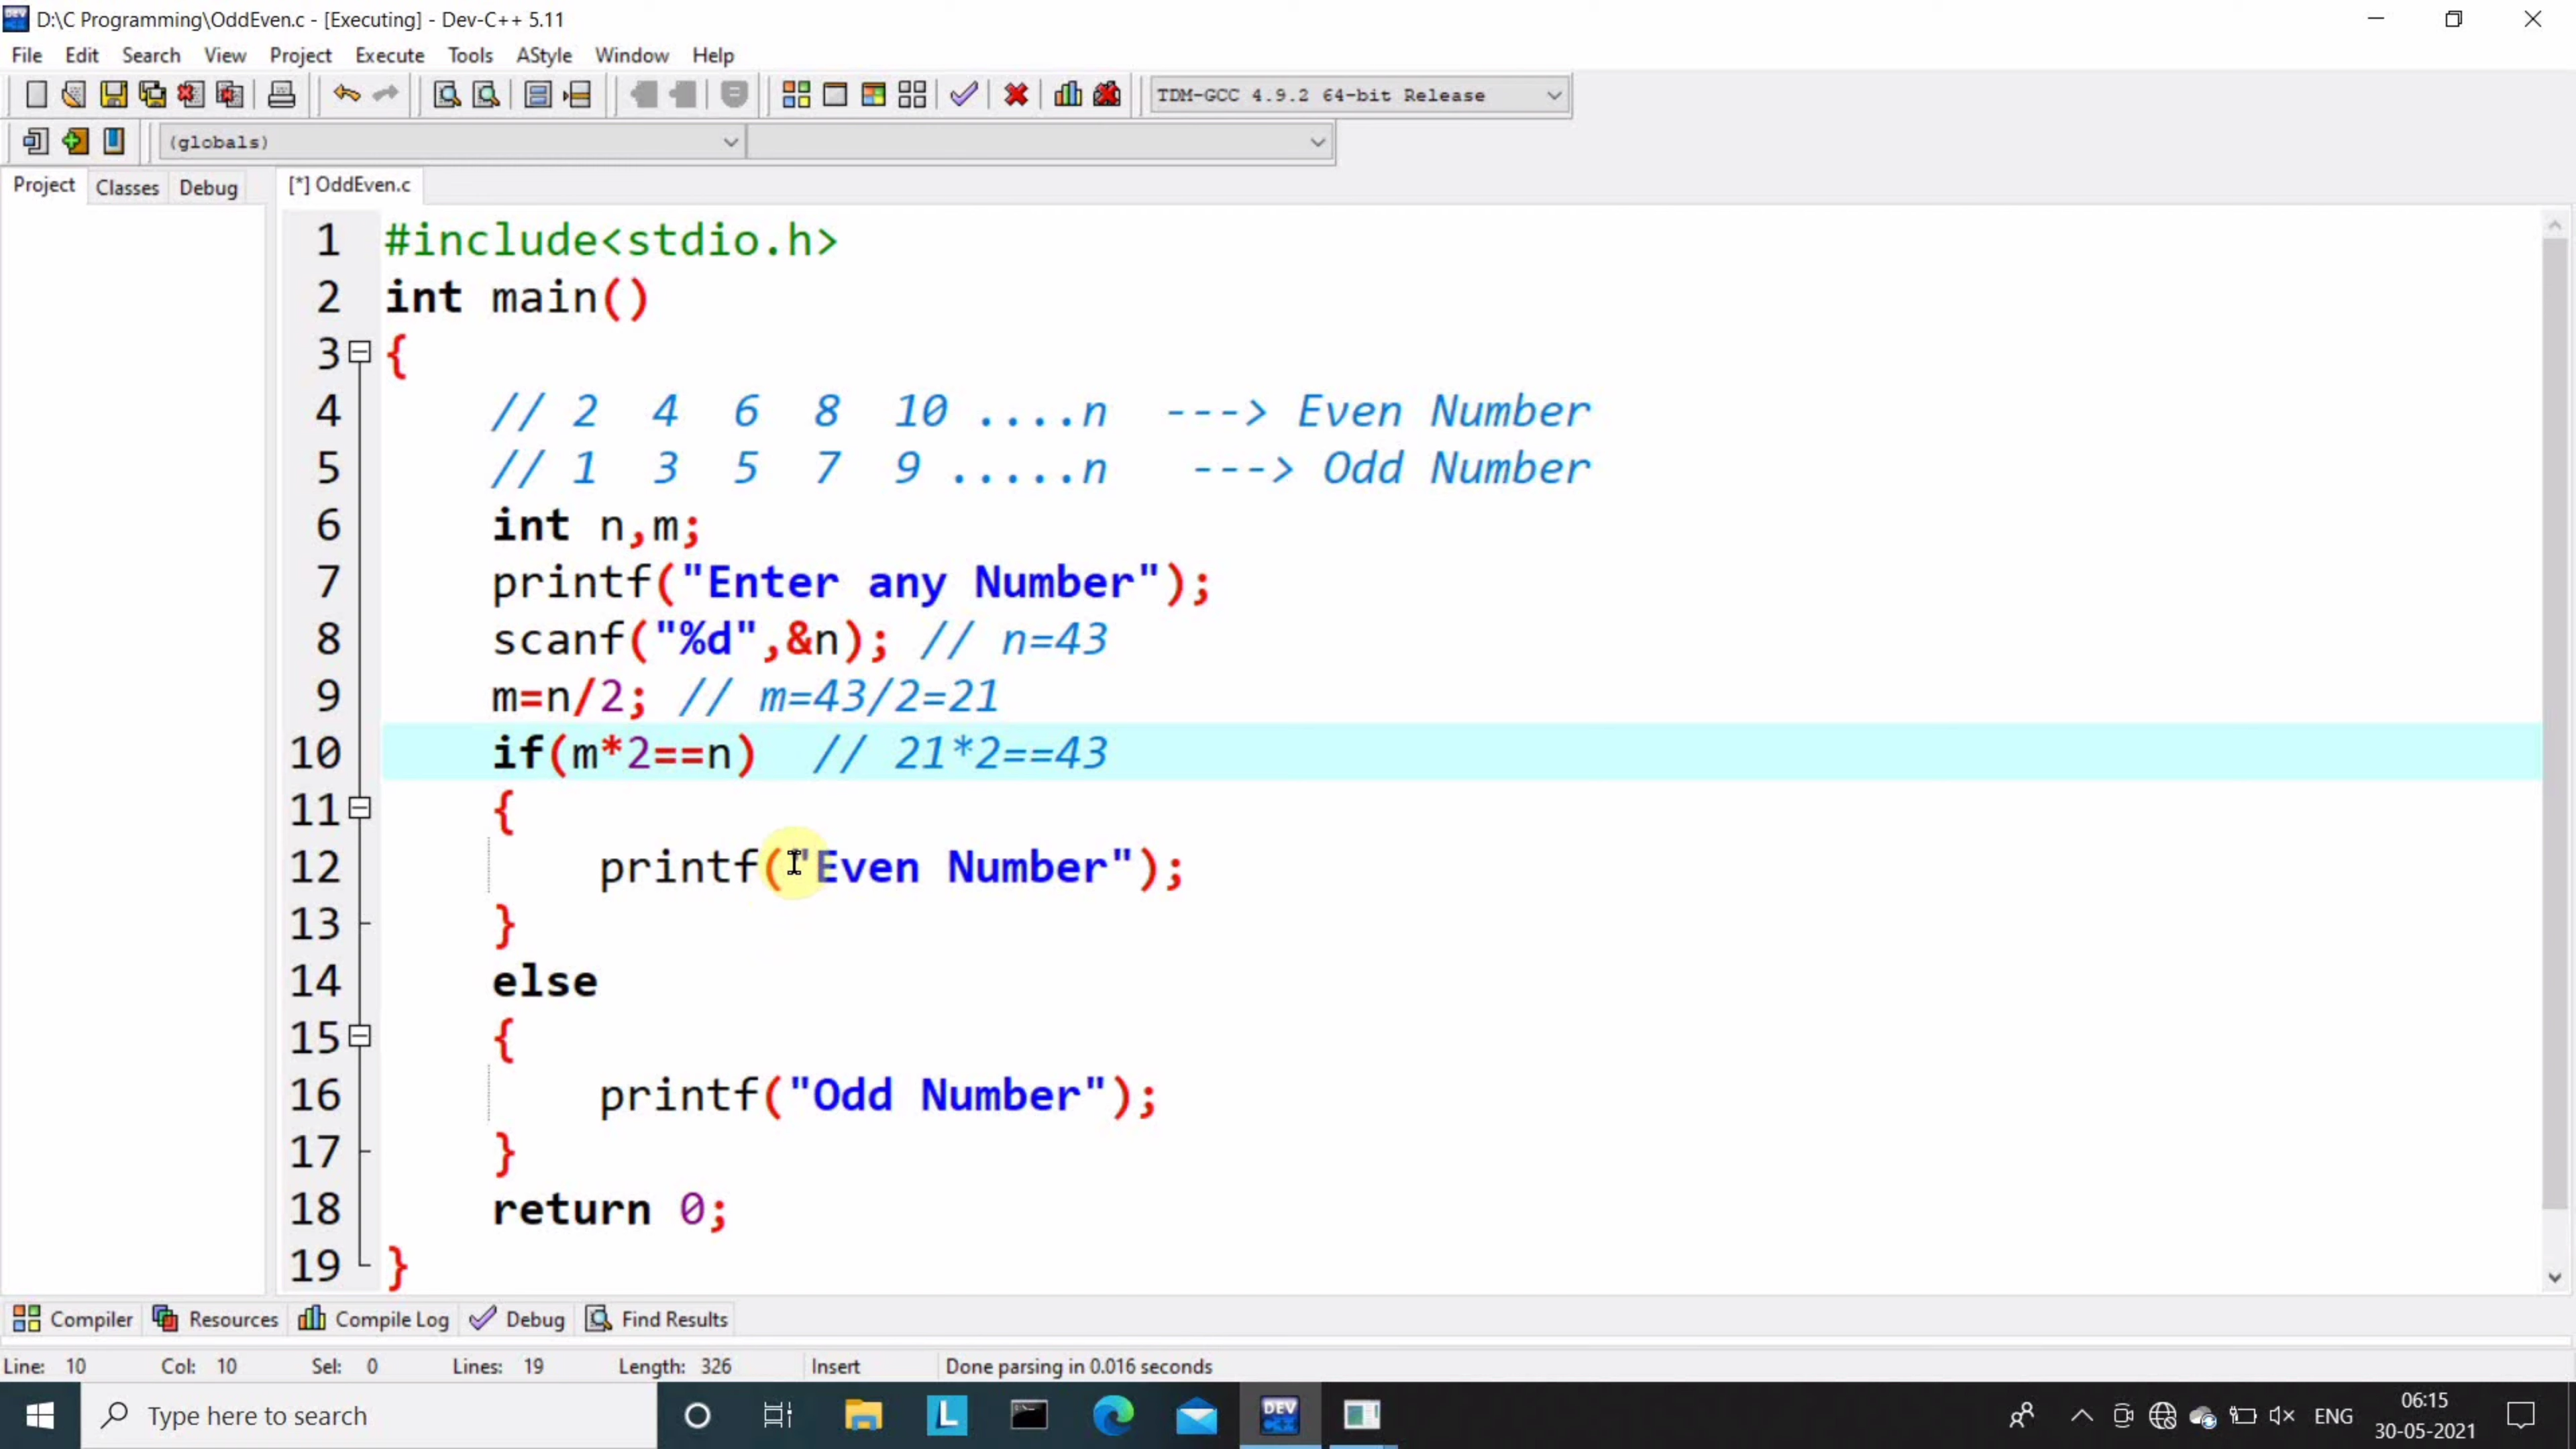 D:\C Programming\OddEven.c - [Executing] - Dev-C++ 5.11
File Edit Search View Project Execute Tools AStyle Window Help
TDM-GCC 4.9.2 64-bit Release
(globals)
Project Classes Debug [*] OddEven.c
1 #include<stdio.h>
2 int main()
3 {
4 // 2 4 6 8 10 ....n ---> Even Number
5 // 1 3 5 7 9 .....n ---> Odd Number
6 int n,m;
7 printf("Enter any Number");
8 scanf("%d",&n); // n=43
9 m=n/2; // m=43/2=21
10 if(m*2==n) // 21*2==43
11 {
12 printf("Even Number");
13 }
14 else
15 {
16 printf("Odd Number");
17 }
18 return 0;
19 }
Compiler Resources Compile Log Debug Find Results
Line: 10 Col: 10 Sel: 0 Lines: 19 Length: 326 Insert Done parsing in 0.016 seconds
Type here to search
L
DEV C++
ENG
06:15
30-05-2021